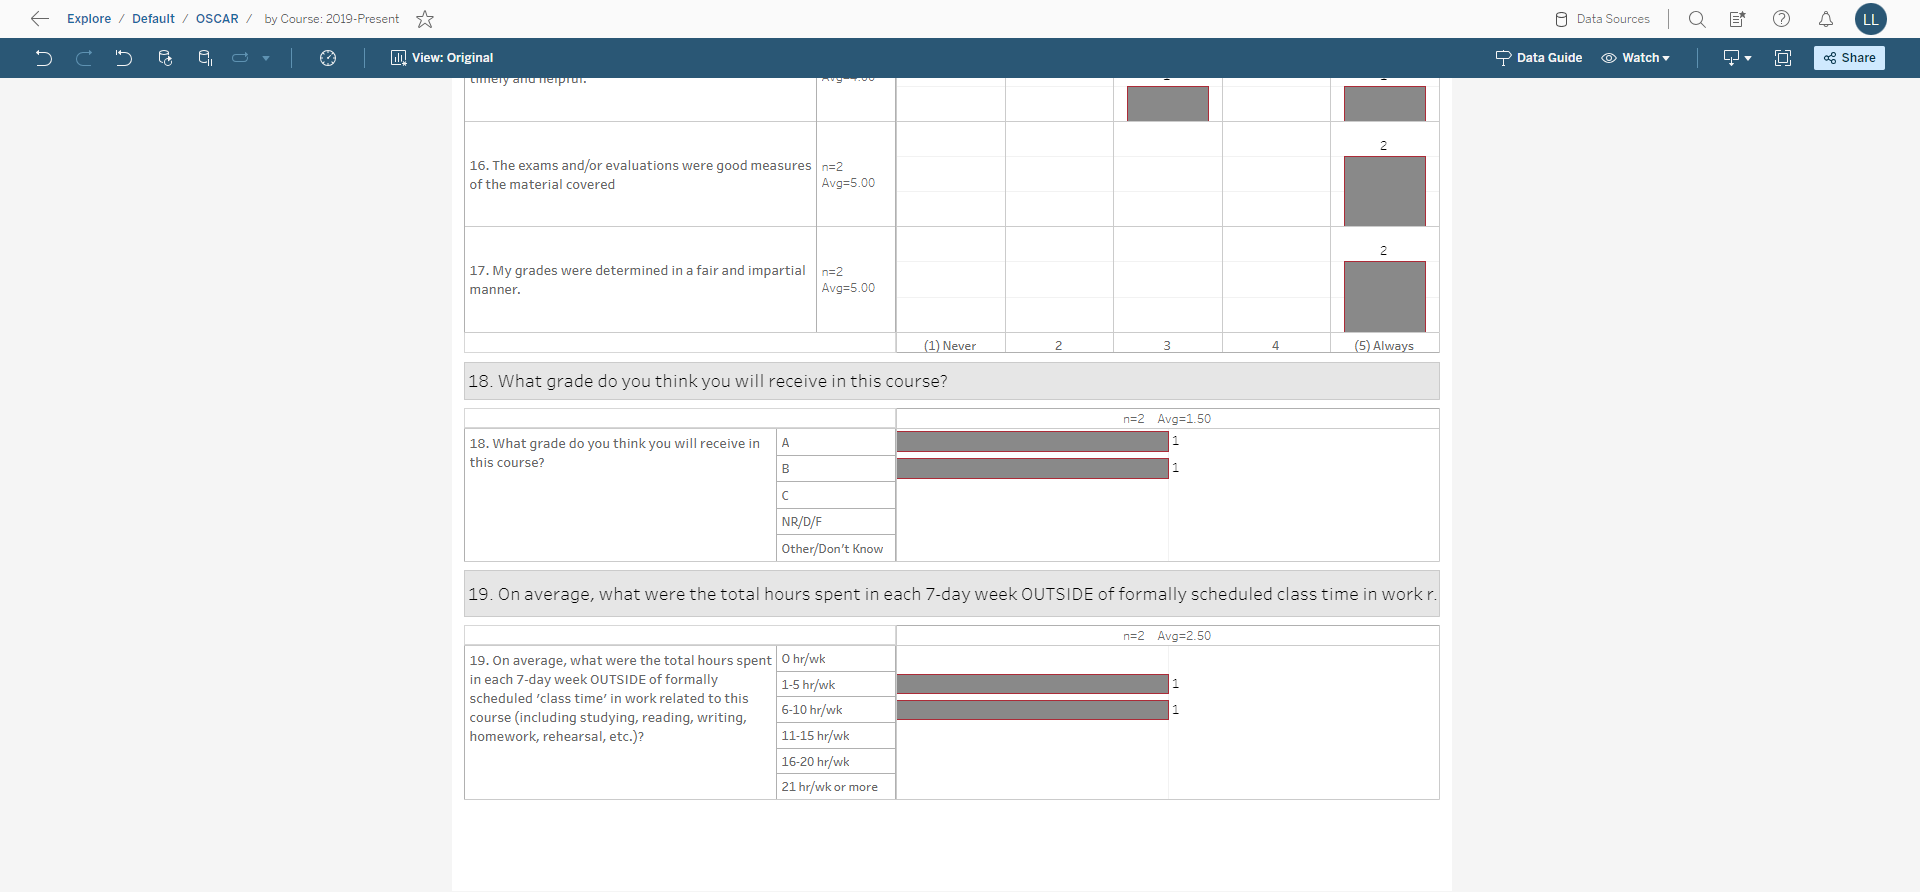 Explore / Default / OSCAR / by Course: 2019-Present
Data Sources
LL
View: Original
Data Guide
Watch
Share
timely and helpful.
Avg=4.00
1
1
16. The exams and/or evaluations were good measures
of the material covered
n=2
Avg=5.00
2
17. My grades were determined in a fair and impartial
manner.
n=2
Avg=5.00
2
(1) Never
2
3
4
(5) Always
18. What grade do you think you will receive in this course?
n=2 Avg=1.50
18. What grade do you think you will receive in
this course?
A
1
B
1
C
NR/D/F
Other/Don't Know
19. On average, what were the total hours spent in each 7-day week OUTSIDE of formally scheduled class time in work r.
n=2 Avg=2.50
19. On average, what were the total hours spent
in each 7-day week OUTSIDE of formally
scheduled 'class time' in work related to this
course (including studying, reading, writing,
homework, rehearsal, etc.)?
0 hr/wk
1-5 hr/wk
1
6-10 hr/wk
1
11-15 hr/wk
16-20 hr/wk
21 hr/wk or more